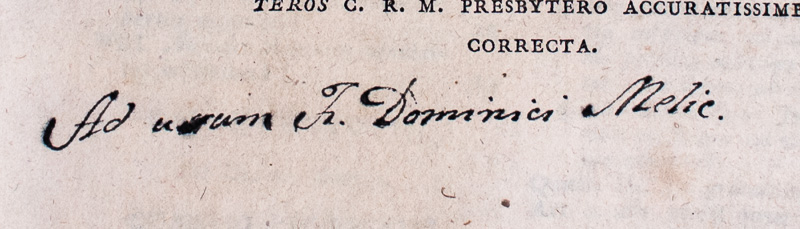 TEROS C. R. M. PRESBYTERO ACCURATISSIME
CORRECTA.
Ad usum Fr. Dominici Melic.